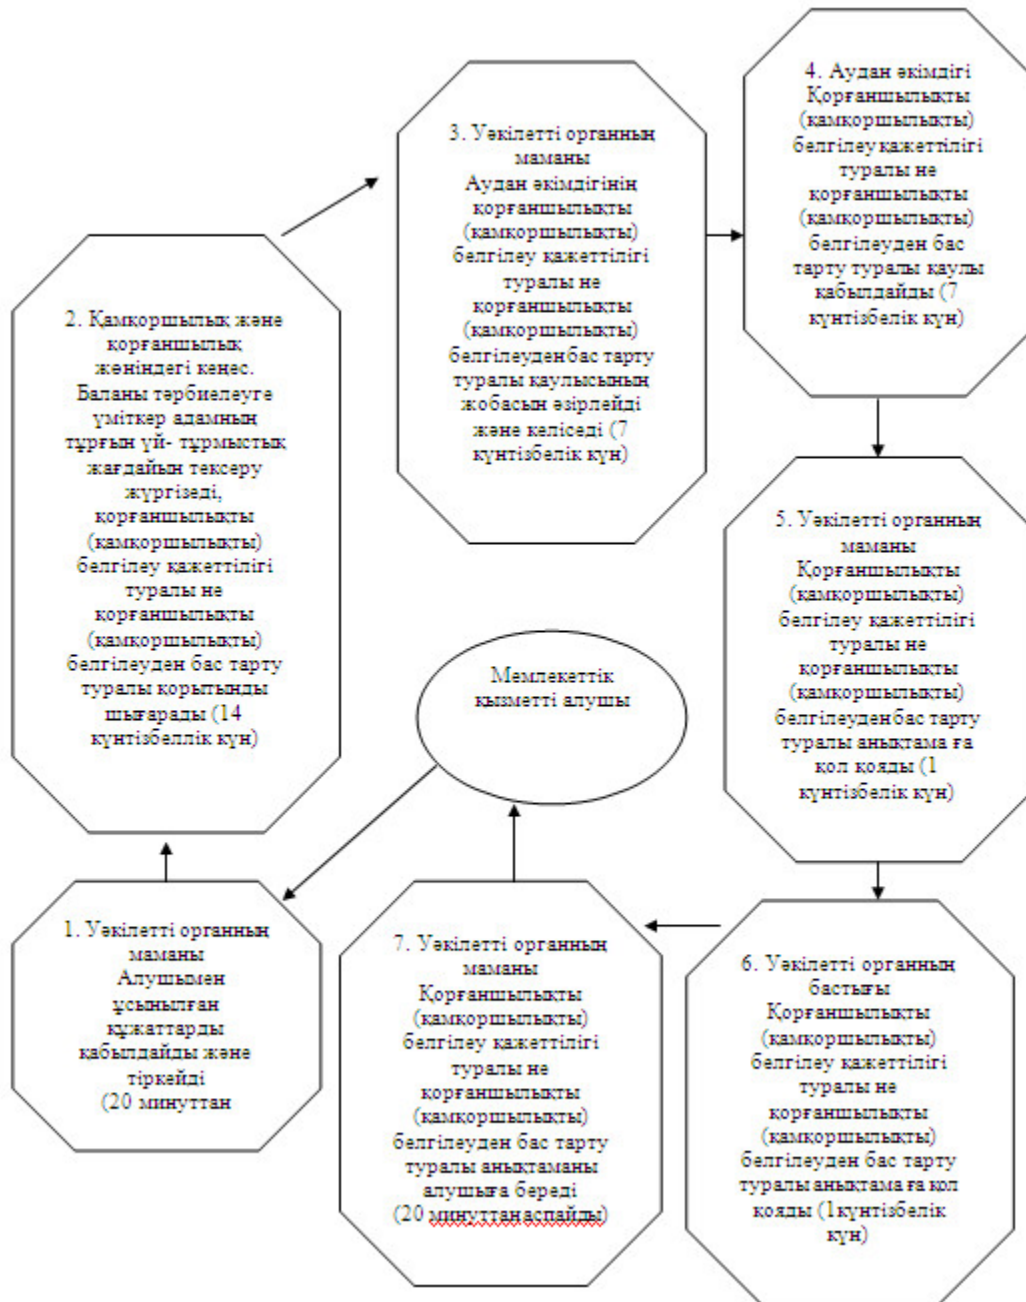 1. Уәкілетті органның
маманы
Алушымен
ұсынылған
құжаттарды
қабылдайды және
тіркейді
(20 минуттан
2. Қамқоршылық және
қорғаншылық
жөніндегі кеңес.
Баланы тәрбиелеуге
үміткер адамның
тұрғын үй- тұрмыстық
жағдайын тексеру
жүргізеді,
қорғаншылықты
(қамқоршылықты)
белгілеу қажеттілігі
туралы не
қорғаншылықты
(қамқоршылықты)
белгілеуден бас тарту
туралы қорытынды
шығарады (14
күнтізбеллік күн)
3. Уәкілетті органның
маманы
Аудан әкімдігінің
қорғаншылықты
(қамқоршылықты)
белгілеу қажеттілігі
туралы не
қорғаншылықты
(қамқоршылықты)
белгілеуден бас тарту
туралы қаулысының
жобасын әзірлейді
және келіседі (7
күнтізбелік күн)
4. Аудан әкімдігі
Қорғаншылықты
(қамқоршылықты)
белгілеу қажеттілігі
туралы не
қорғаншылықты
(қамқоршылықты)
белгілеуден бас
тарту туралы қаулы
қабылдайды (7
күнтізбелік күн)
5. Уәкілетті органның
маманы
Қорғаншылықты
(қамқоршылықты)
белгілеу қажеттілігі
туралы не
қорғаншылықты
(қамқоршылықты)
белгілеуден бас тарту
туралы анықтама ға
қол қояды (1
күнтізбелік күн)
6. Уәкілетті органның
бастығы
Қорғаншылықты
(қамқоршылықты)
белгілеу қажеттілігі
туралы не
қорғаншылықты
(қамқоршылықты)
белгілеуден бас тарту
туралы анықтама ға қол
қояды (1күнтізбелік
күн)
7. Уәкілетті органның
маманы
Қорғаншылықты
(қамқоршылықты)
белгілеу қажеттілігі
туралы не
қорғаншылықты
(қамқоршылықты)
белгілеуден бас тарту
туралы анықтаманы
алушыға береді
(20 минуттанаспайды)
Мемлекеттік
қызметті алушы